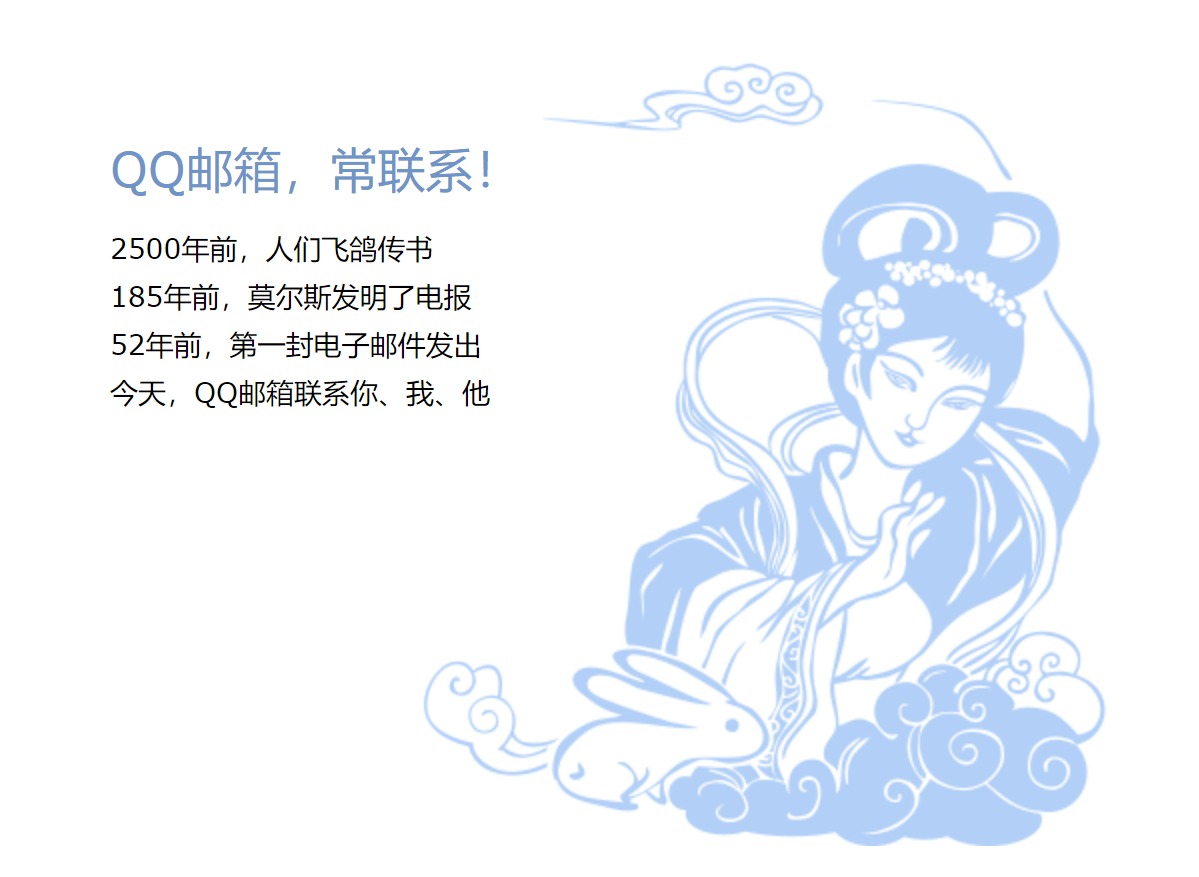 QQ邮箱，常联系！
2500年前，人们飞鸽传书
185年前，莫尔斯发明了电报
52年前，第一封电子邮件发出
今天，QQ邮箱联系你、我、他